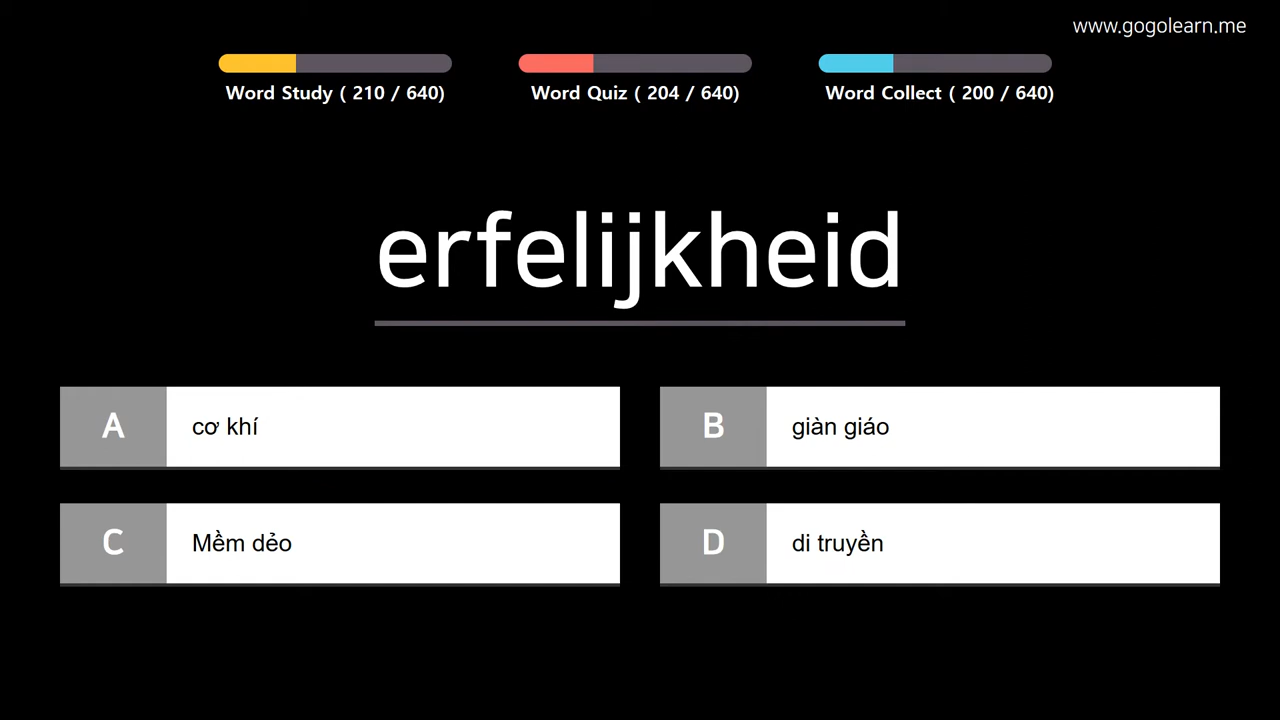 www.gogolearn.me
Word Study ( 210 / 640)
Word Quiz ( 204 / 640)
Word Collect ( 200 / 640)
erfelijkheid
A cơ khí
B giàn giáo
C Mềm dẻo
D di truyền